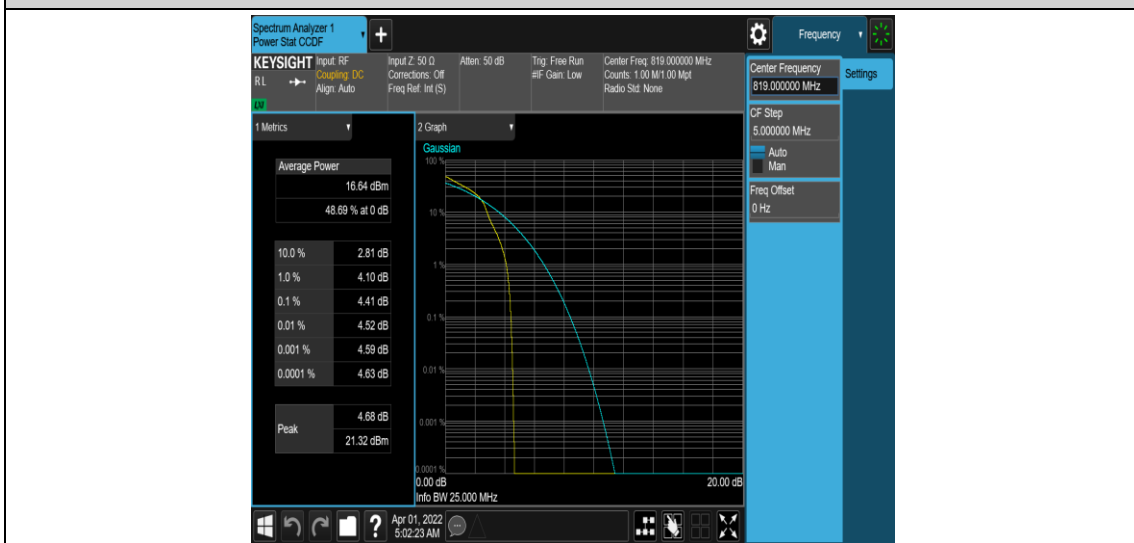 Spectrum Analyzer 1
Power Stat CCDF
+
Frequency
KEYSIGHT
Input: RF
Coupling: DC
Align: Auto
Input Z: 50 Ω
Corrections: Off
Freq Ref: Int (S)
Atten: 50 dB
Trig: Free Run
#IF Gain: Low
Center Freq: 819.000000 MHz
Counts: 1.00 M/1.00 Mpt
Radio Std: None
RL
LXI
Center Frequency
819.000000 MHz
Settings
CF Step
5.000000 MHz
Auto
Man
Freq Offset
0 Hz
1 Metrics
Average Power
16.64 dBm
48.69 % at 0 dB
10.0 % 2.81 dB
1.0 % 4.10 dB
0.1 % 4.41 dB
0.01 % 4.52 dB
0.001 % 4.59 dB
0.0001 % 4.63 dB
Peak
4.68 dB
21.32 dBm
2 Graph
Gaussian
100 %
10 %
1 %
0.1 %
0.01 %
0.001 %
0.0001 %
0.00 dB
20.00 dB
Info BW 25.000 MHz
?
Apr 01, 2022
5:02:23 AM